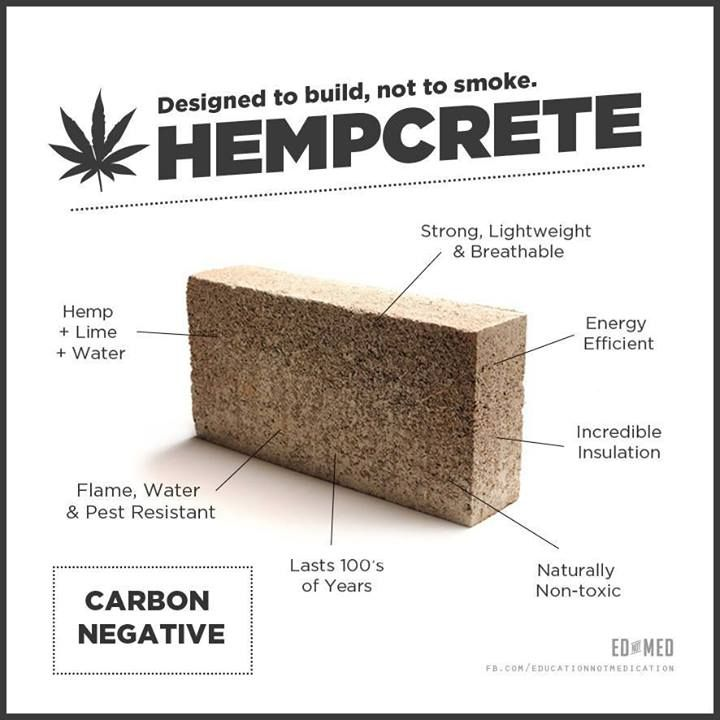 Designed to build, not to smoke.
HEMPCRETE
Strong, Lightweight
& Breathable
Hemp
+ Lime
+ Water
Energy
Efficient
Incredible
Insulation
Flame, Water
& Pest Resistant
Lasts 100's
of Years
Naturally
Non-toxic
CARBON
NEGATIVE
ED NOT MED
FB.COM/EDUCATIONNOTMEDICATION